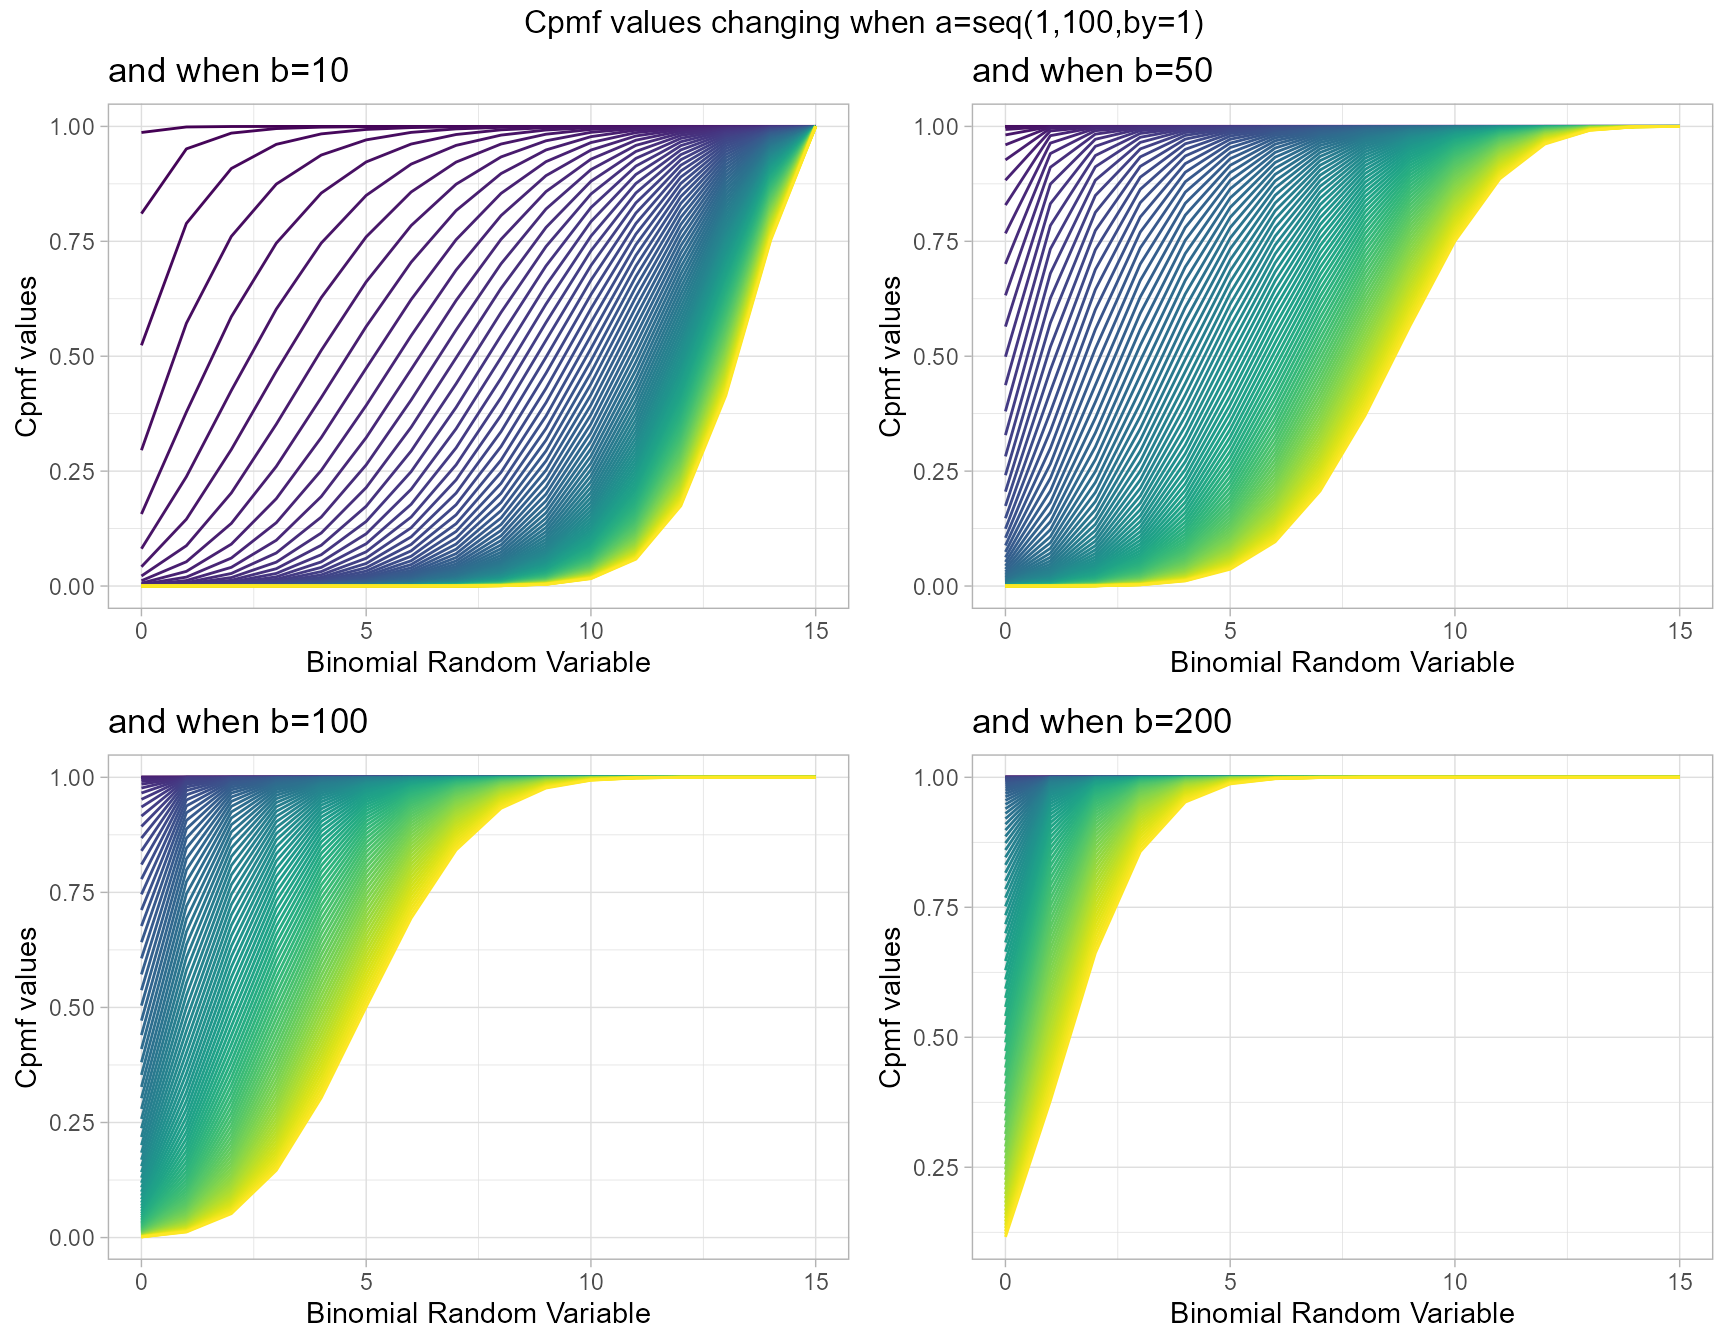 Cpmf values changing when a=seq(1,100,by=1)
and when b=10
Cpmf values
1.00
0.75
0.50
0.25
0.00
0 5 10 15
Binomial Random Variable
and when b=50
Cpmf values
1.00
0.75
0.50
0.25
0.00
0 5 10 15
Binomial Random Variable
and when b=100
Cpmf values
1.00
0.75
0.50
0.25
0.00
0 5 10 15
Binomial Random Variable
and when b=200
Cpmf values
1.00
0.75
0.50
0.25
0 5 10 15
Binomial Random Variable